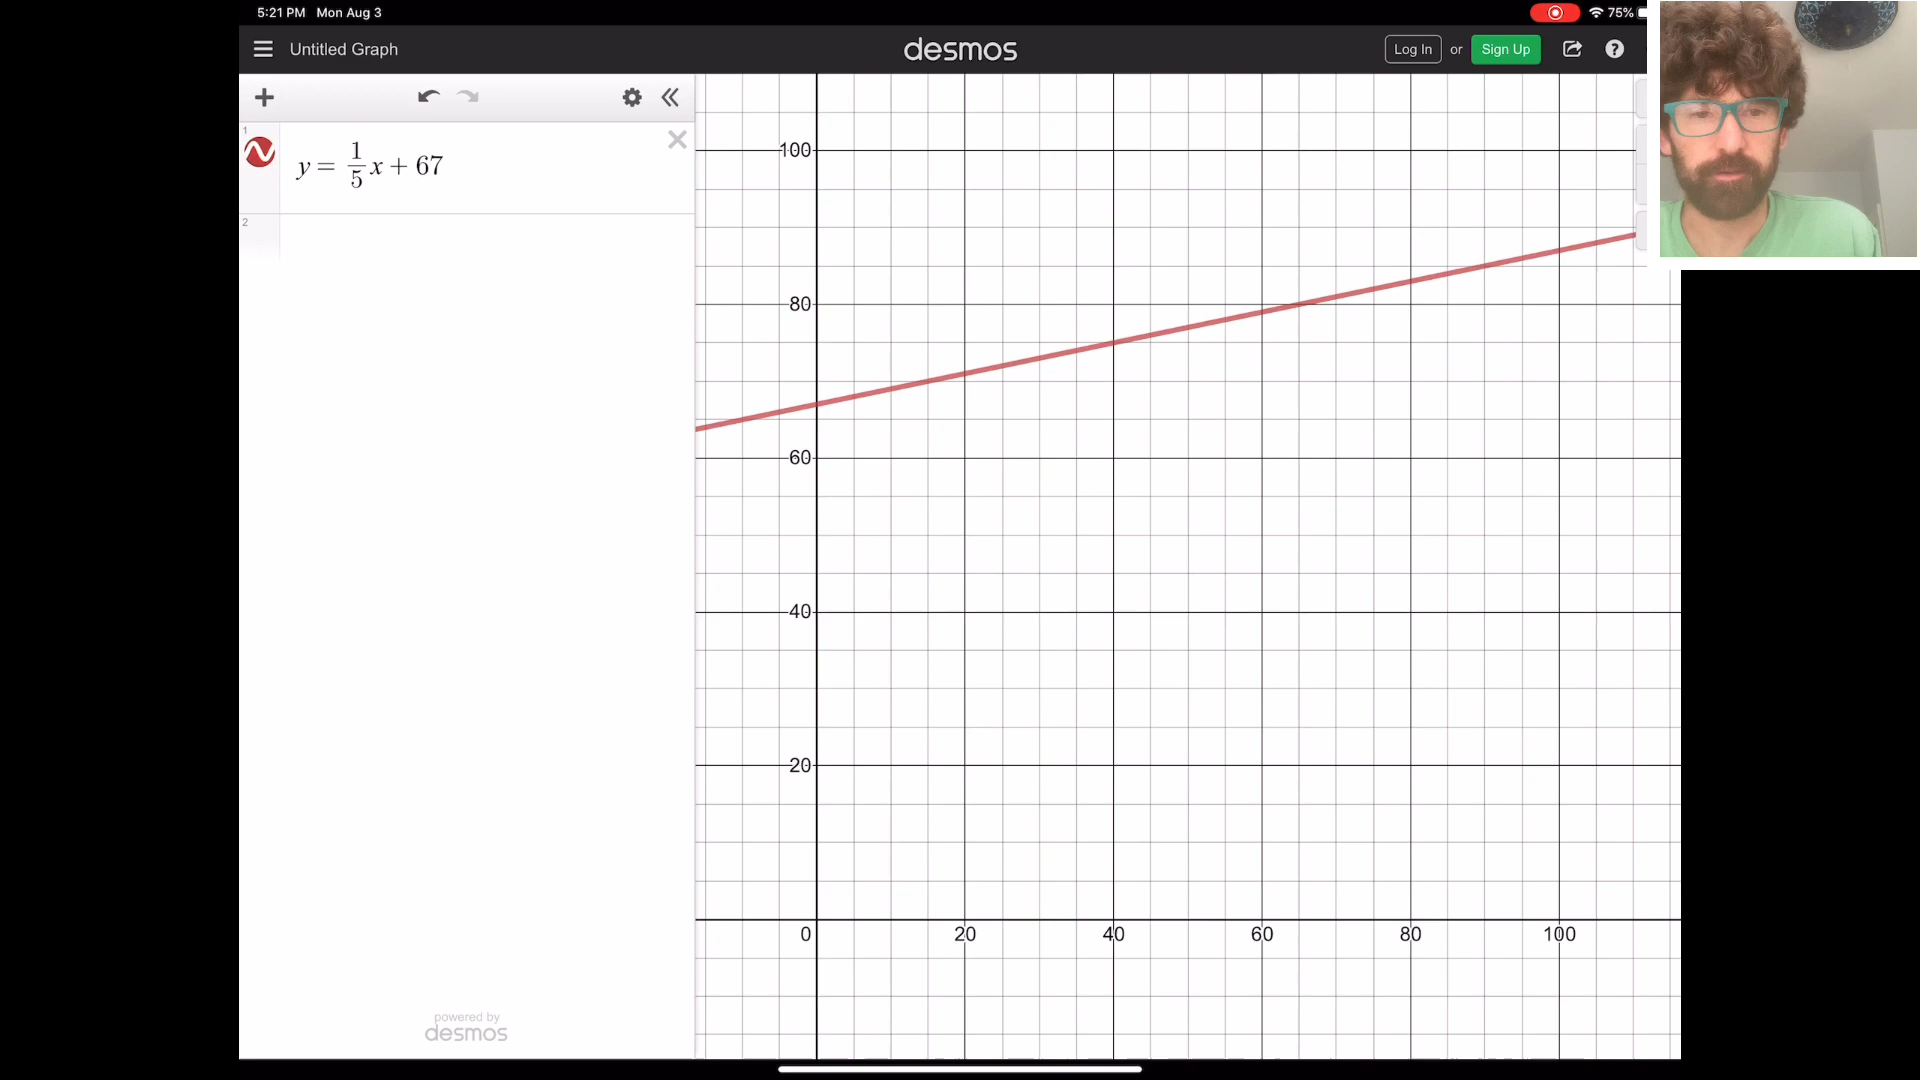 5:21 PM Mon Aug 3
75%
Untitled Graph
desmos
Log In or Sign Up
1
y = 1/5 x + 67
2
100
80
60
40
20
0 20 40 60 80 100
powered by
desmos